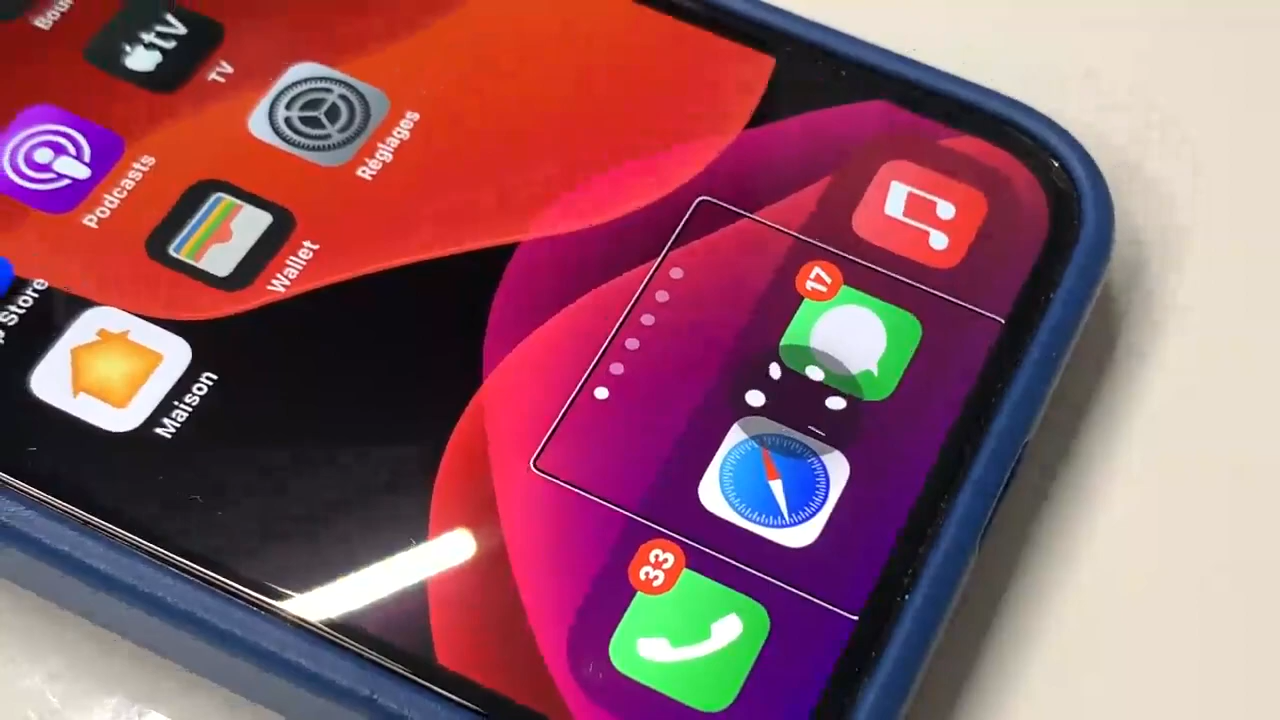 tv
TV
Réglages
Podcasts
Wallet
Store
Maison
17
33